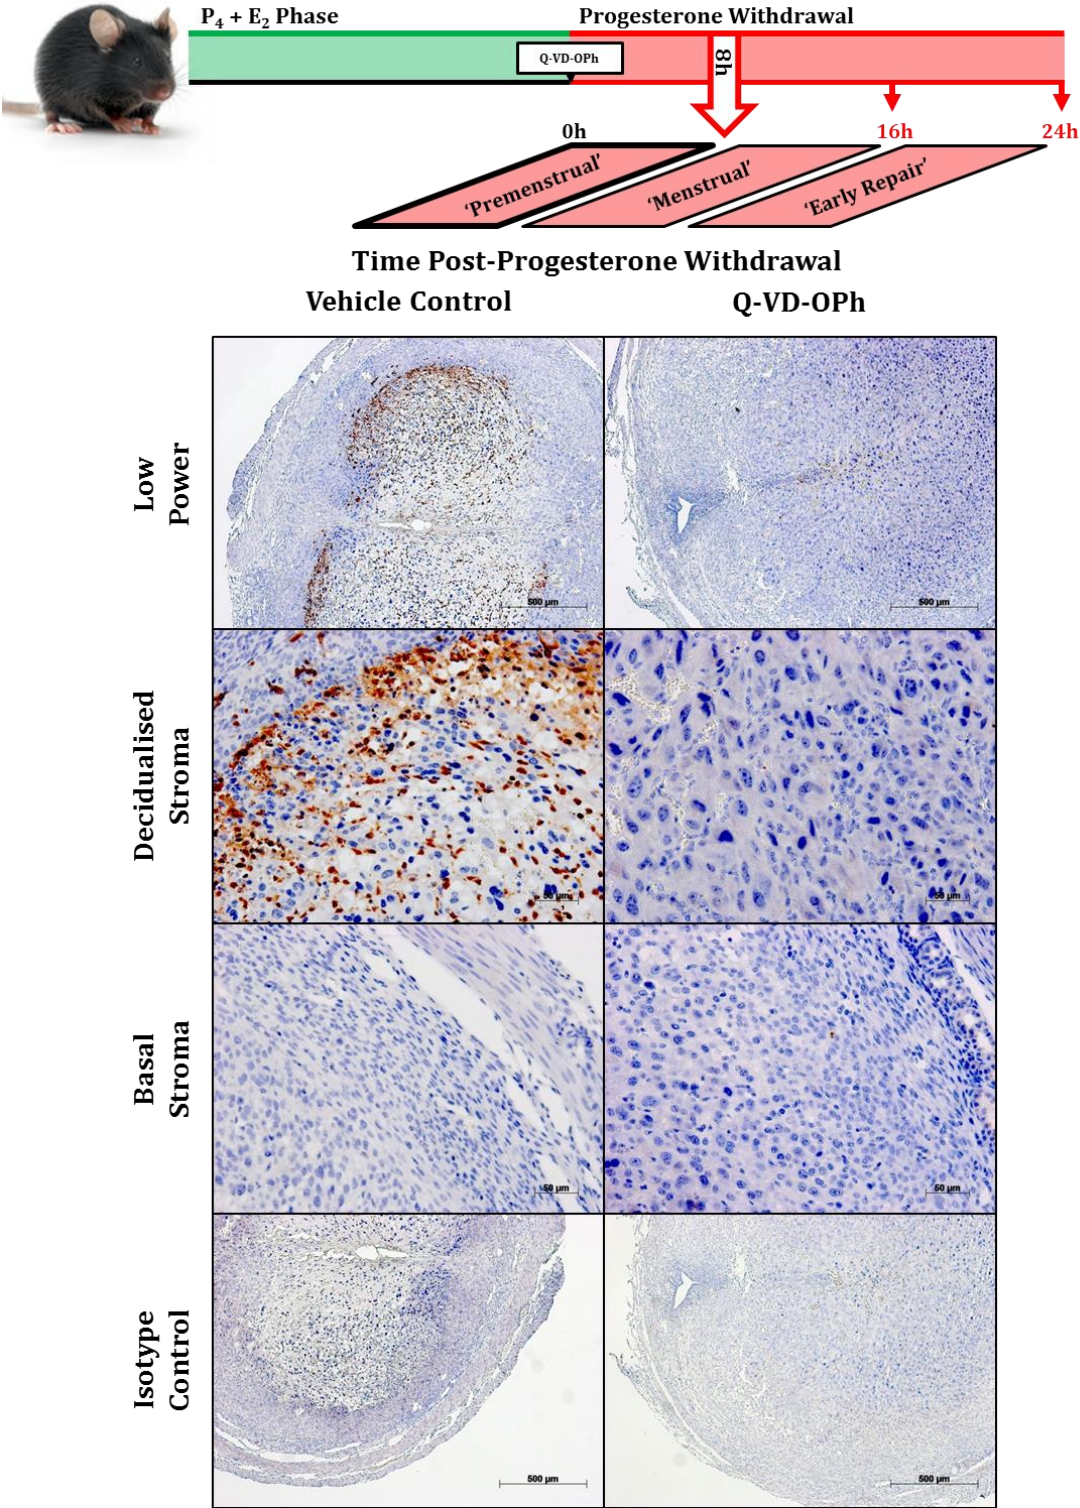 P₄ + E₂ Phase
Progesterone Withdrawal
Q-VD-OPh
8h
0h
16h
24h
‘Premenstrual’
‘Menstrual’
‘Early Repair’
Time Post-Progesterone Withdrawal
Vehicle Control
Q-VD-OPh
Low
Power
500 µm
500 µm
Decidualised
Stroma
50 µm
50 µm
Basal
Stroma
50 µm
50 µm
Isotype
Control
500 µm
500 µm